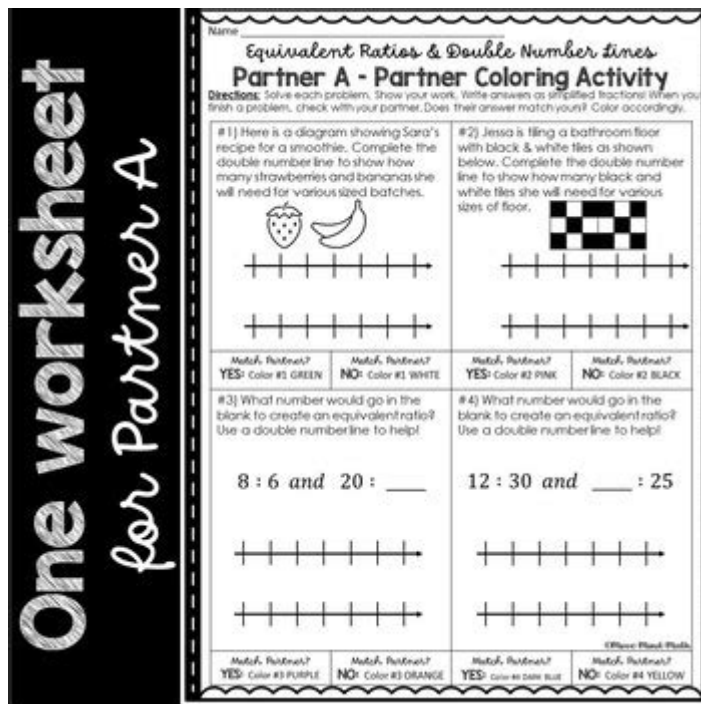 One worksheet
for Partner A
Name
Equivalent Ratios & Double Number Lines
Partner A - Partner Coloring Activity
Directions: Solve each problem. Show your work. Write answers as simplified fractions! When you
finish a problem, check with your partner. Does their answer match yours? Color accordingly.
#1) Here is a diagram showing Sara's
recipe for a smoothie. Complete the
double number line to show how
many strawberries and bananas she
will need for various sized batches.
#2) Jessa is tiling a bathroom floor
with black & white tiles as shown
below. Complete the double number
line to show how many black and
white tiles she will need for various
sizes of floor.
Match Partner?
YES: Color #1 GREEN
Match Partner?
NO: Color #1 WHITE
Match Partner?
YES: Color #2 PINK
Match Partner?
NO: Color #2 BLACK
#3) What number would go in the
blank to create an equivalent ratio?
Use a double number line to help!
8 : 6 and 20 : ____
#4) What number would go in the
blank to create an equivalent ratio?
Use a double number line to help!
12 : 30 and ____ : 25
Match Partner?
YES: Color #3 PURPLE
Match Partner?
NO: Color #3 ORANGE
©Move Mout Math
Match Partner?
YES: Color #4 DARK BLUE
Match Partner?
NO: Color #4 YELLOW